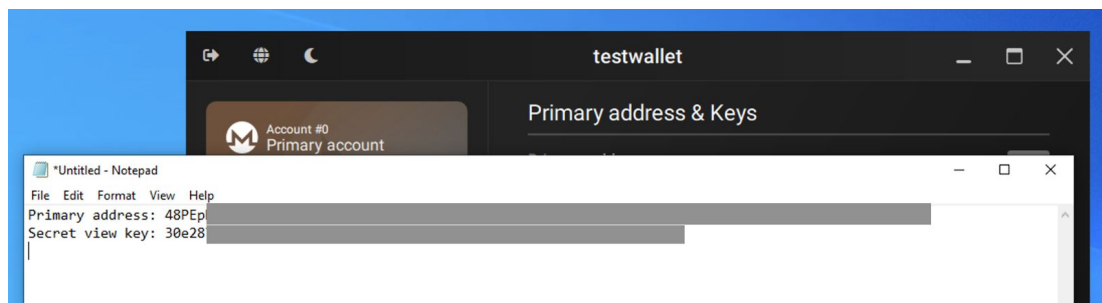 testwallet
Primary address & Keys
Account #0
Primary account
*Untitled - Notepad
File Edit Format View Help
Primary address: 48PEp
Secret view key: 30e28